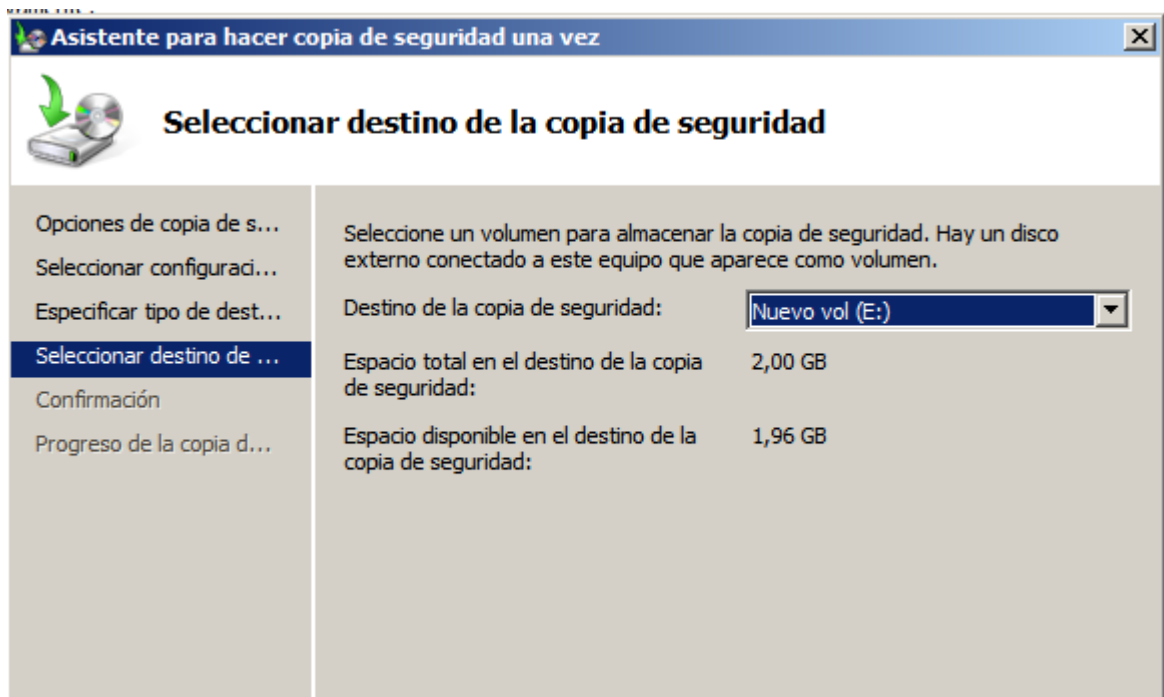 Asistente para hacer copia de seguridad una vez
Seleccionar destino de la copia de seguridad
Opciones de copia de s...
Seleccionar configuraci...
Especificar tipo de dest...
Seleccionar destino de ...
Confirmación
Progreso de la copia d...
Seleccione un volumen para almacenar la copia de seguridad. Hay un disco
externo conectado a este equipo que aparece como volumen.
Destino de la copia de seguridad: Nuevo vol (E:)
Espacio total en el destino de la copia 2,00 GB
de seguridad:
Espacio disponible en el destino de la 1,96 GB
copia de seguridad: